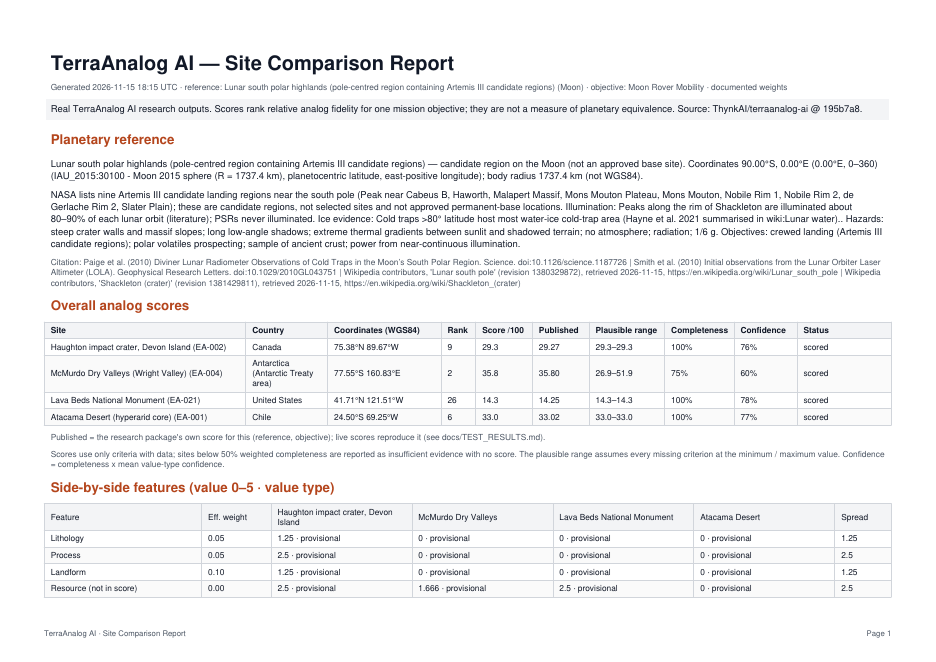 TerraAnalog AI — Site Comparison Report
Generated 2026-11-15 18:15 UTC · reference: Lunar south polar highlands (pole-centred region containing Artemis III candidate regions) (Moon) · objective: Moon Rover Mobility · documented weights
Real TerraAnalog AI research outputs. Scores rank relative analog fidelity for one mission objective; they are not a measure of planetary equivalence. Source: ThynkAI/terraanalog-ai @ 195b7a8.
Planetary reference
Lunar south polar highlands (pole-centred region containing Artemis III candidate regions) — candidate region on the Moon (not an approved base site). Coordinates 90.00°S, 0.00°E (0.00°E, 0–360)
(IAU_2015:30100 - Moon 2015 sphere (R = 1737.4 km), planetocentric latitude, east-positive longitude); body radius 1737.4 km (not WGS84).
NASA lists nine Artemis III candidate landing regions near the south pole (Peak near Cabeus B, Haworth, Malapert Massif, Mons Mouton Plateau, Mons Mouton, Nobile Rim 1, Nobile Rim 2, de
Gerlache Rim 2, Slater Plain); these are candidate regions, not selected sites and not approved permanent-base locations. Illumination: Peaks along the rim of Shackleton are illuminated about
80–90% of each lunar orbit (literature); PSRs never illuminated. Ice evidence: Cold traps >80° latitude host most water-ice cold-trap area (Hayne et al. 2021 summarised in wiki:Lunar water).. Hazards:
steep crater walls and massif slopes; long low-angle shadows; extreme thermal gradients between sunlit and shadowed terrain; no atmosphere; radiation; 1/6 g. Objectives: crewed landing (Artemis III
candidate regions); polar volatiles prospecting; sample of ancient crust; power from near-continuous illumination.
Citation: Paige et al. (2010) Diviner Lunar Radiometer Observations of Cold Traps in the Moon's South Polar Region. Science. doi:10.1126/science.1187726 | Smith et al. (2010) Initial observations from the Lunar Orbiter Laser
Altimeter (LOLA). Geophysical Research Letters. doi:10.1029/2010GL043751 | Wikipedia contributors, 'Lunar south pole' (revision 1380329872), retrieved 2026-11-15, https://en.wikipedia.org/wiki/Lunar_south_pole | Wikipedia
contributors, 'Shackleton (crater)' (revision 1381429811), retrieved 2026-11-15, https://en.wikipedia.org/wiki/Shackleton_(crater)
Overall analog scores
Site Country Coordinates (WGS84) Rank Score /100 Published Plausible range Completeness Confidence Status
Haughton impact crater, Devon Island (EA-002) Canada 75.38°N 89.67°W 9 29.3 29.27 29.3–29.3 100% 76% scored
Antarctica
McMurdo Dry Valleys (Wright Valley) (EA-004) (Antarctic Treaty 77.55°S 160.83°E 2 35.8 35.80 26.9–51.9 75% 60% scored
area)
Lava Beds National Monument (EA-021) United States 41.71°N 121.51°W 26 14.3 14.25 14.3–14.3 100% 78% scored
Atacama Desert (hyperarid core) (EA-001) Chile 24.50°S 69.25°W 6 33.0 33.02 33.0–33.0 100% 77% scored
Published = the research package's own score for this (reference, objective); live scores reproduce it (see docs/TEST_RESULTS.md).
Scores use only criteria with data; sites below 50% weighted completeness are reported as insufficient evidence with no score. The plausible range assumes every missing criterion at the minimum / maximum value. Confidence
= completeness x mean value-type confidence.
Side-by-side features (value 0–5 · value type)
Feature Eff. weight Haughton impact crater, Devon McMurdo Dry Valleys Lava Beds National Monument Atacama Desert Spread
Island
Lithology 0.05 1.25 · provisional 0 · provisional 0 · provisional 0 · provisional 1.25
Process 0.05 2.5 · provisional 0 · provisional 0 · provisional 0 · provisional 2.5
Landform 0.10 1.25 · provisional 0 · provisional 0 · provisional 0 · provisional 1.25
Resource (not in score) 0.00 2.5 · provisional 1.666 · provisional 2.5 · provisional 0 · provisional 2.5
TerraAnalog AI · Site Comparison Report Page 1